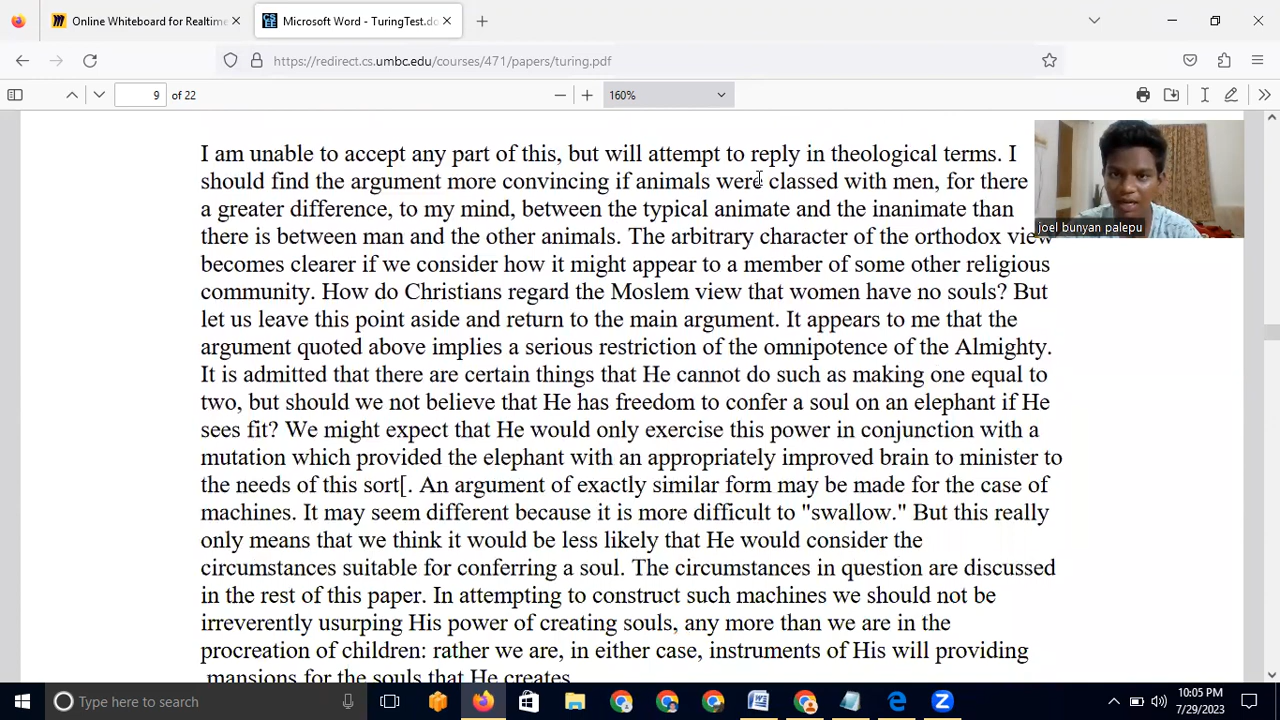 Online Whiteboard for Realtime
Microsoft Word - TuringTest.do
https://redirect.cs.umbc.edu/courses/471/papers/turing.pdf
9 of 22
160%
I am unable to accept any part of this, but will attempt to reply in theological terms. I
should find the argument more convincing if animals were classed with men, for there
a greater difference, to my mind, between the typical animate and the inanimate than
there is between man and the other animals. The arbitrary character of the orthodox view
becomes clearer if we consider how it might appear to a member of some other religious
community. How do Christians regard the Moslem view that women have no souls? But
let us leave this point aside and return to the main argument. It appears to me that the
argument quoted above implies a serious restriction of the omnipotence of the Almighty.
It is admitted that there are certain things that He cannot do such as making one equal to
two, but should we not believe that He has freedom to confer a soul on an elephant if He
sees fit? We might expect that He would only exercise this power in conjunction with a
mutation which provided the elephant with an appropriately improved brain to minister to
the needs of this sort[. An argument of exactly similar form may be made for the case of
machines. It may seem different because it is more difficult to "swallow." But this really
only means that we think it would be less likely that He would consider the
circumstances suitable for conferring a soul. The circumstances in question are discussed
in the rest of this paper. In attempting to construct such machines we should not be
irreverently usurping His power of creating souls, any more than we are in the
procreation of children: rather we are, in either case, instruments of His will providing
mansions for the souls that He creates.
joel bunyan palepu
Type here to search
10:05 PM
7/29/2023